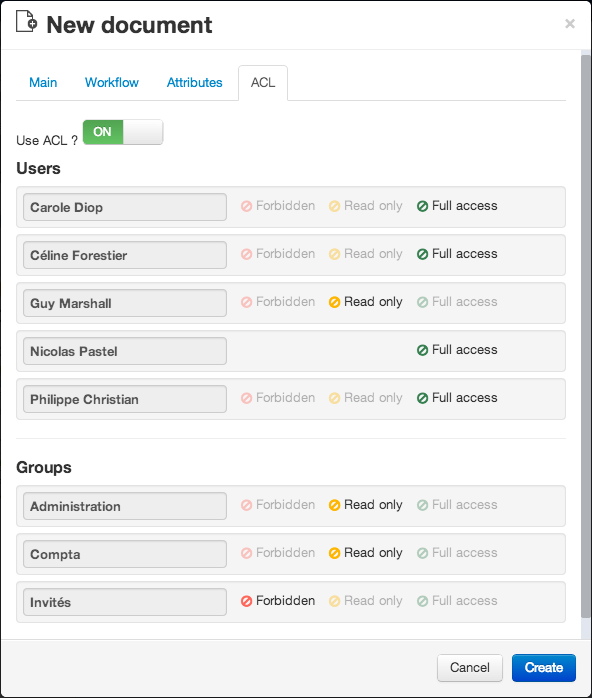 New document ×
Main Workflow Attributes ACL
Use ACL ? ON
Users
Carole Diop Forbidden Read only Full access
Céline Forestier Forbidden Read only Full access
Guy Marshall Forbidden Read only Full access
Nicolas Pastel Full access
Philippe Christian Forbidden Read only Full access
Groups
Administration Forbidden Read only Full access
Compta Forbidden Read only Full access
Invités Forbidden Read only Full access
Cancel Create